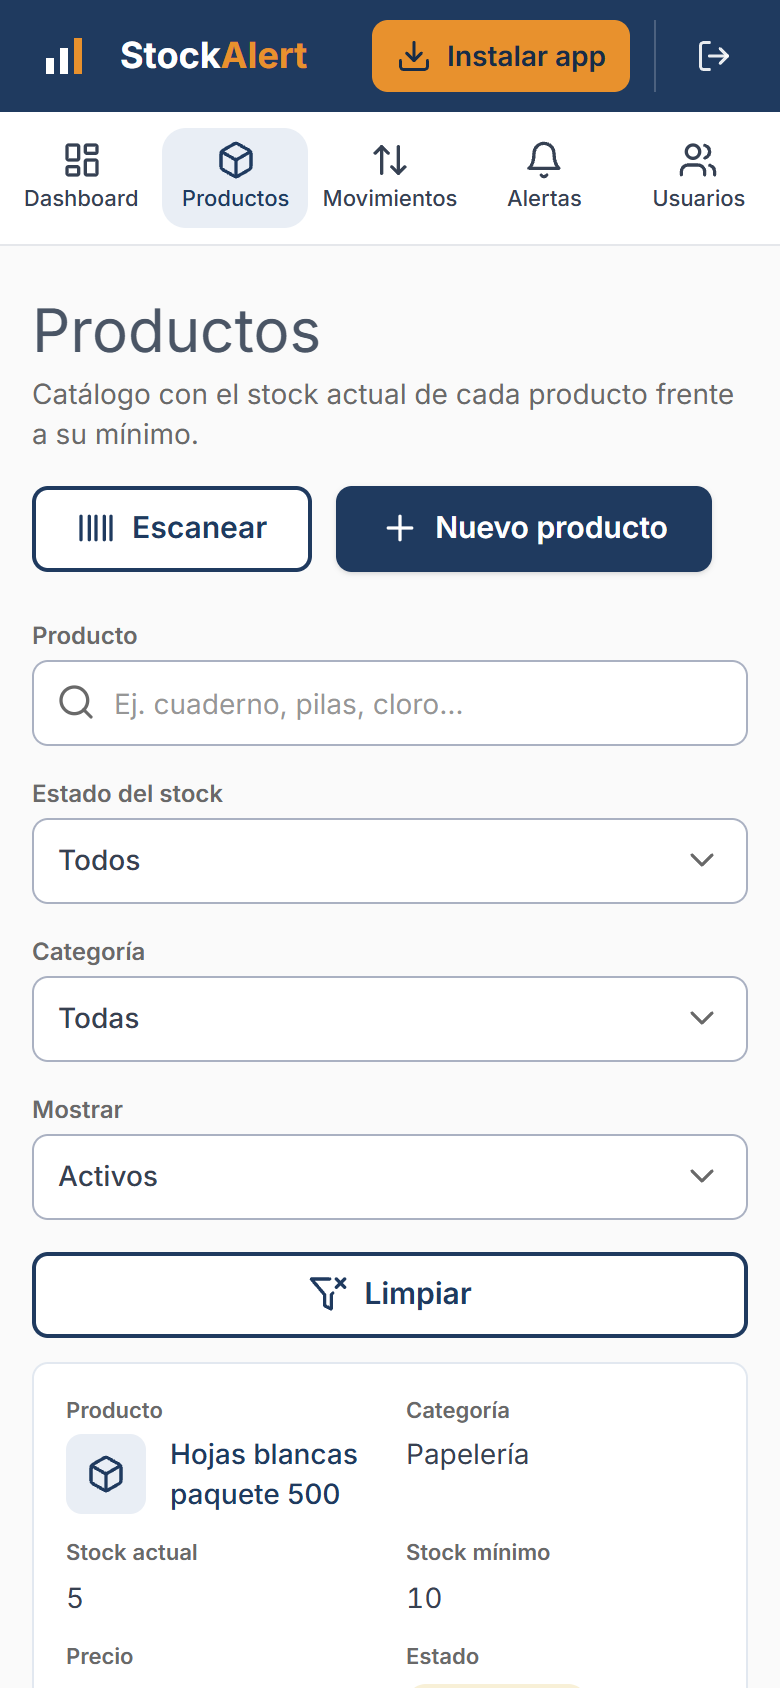 StockAlert
Instalar app
Dashboard
Productos
Movimientos
Alertas
Usuarios
Productos
Catálogo con el stock actual de cada producto frente
a su mínimo.
Escanear
Nuevo producto
Producto
Ej. cuaderno, pilas, cloro...
Estado del stock
Todos
Categoría
Todas
Mostrar
Activos
Limpiar
Producto
Categoría
Hojas blancas
paquete 500
Papelería
Stock actual
Stock mínimo
5
10
Precio
Estado